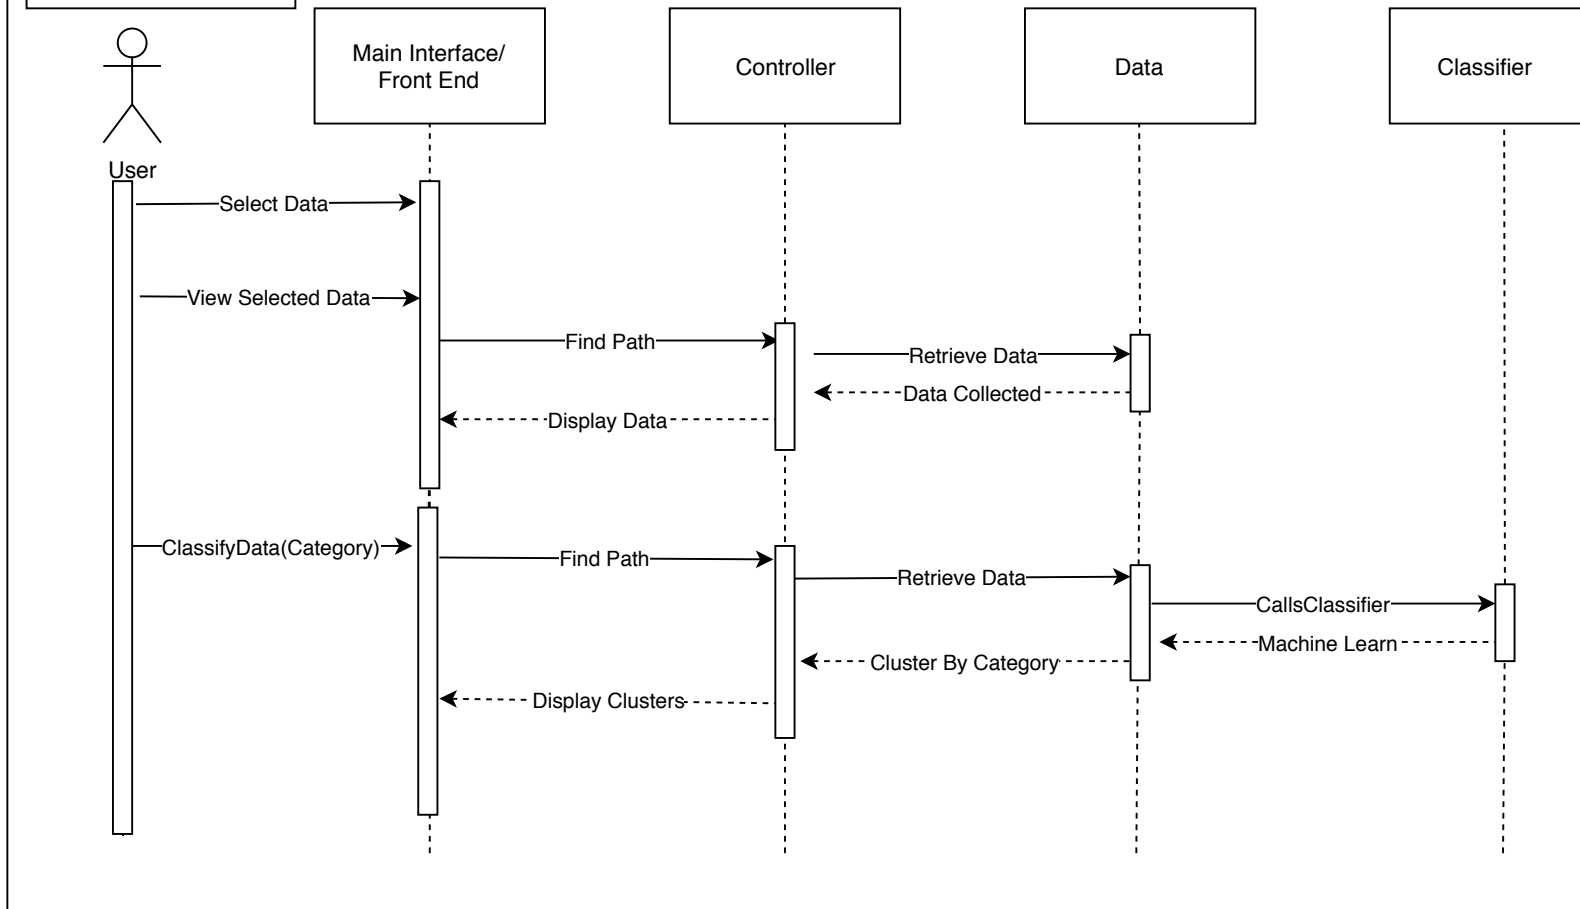 Main Interface/
Front End
Controller
Data
Classifier
User
Select Data
View Selected Data
Find Path
Retrieve Data
Data Collected
Display Data
ClassifyData(Category)
Find Path
Retrieve Data
CallsClassifier
Machine Learn
Cluster By Category
Display Clusters